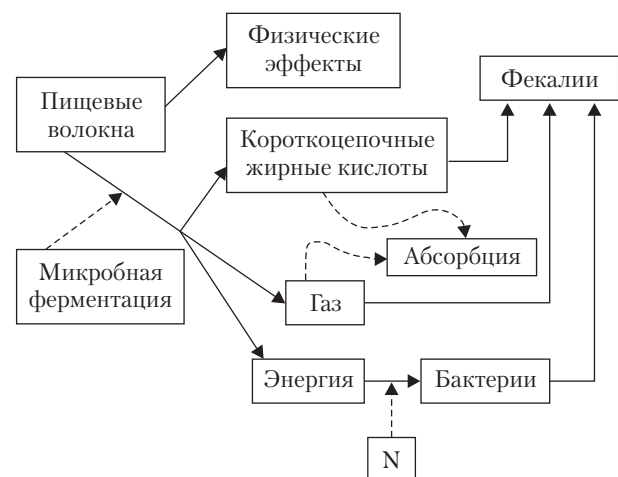 Физические
эффекты
Фекалии
Пищевые
волокна
Короткоцепочные
жирные кислоты
Абсорбция
Микробная
ферментация
Газ
Энергия
Бактерии
N